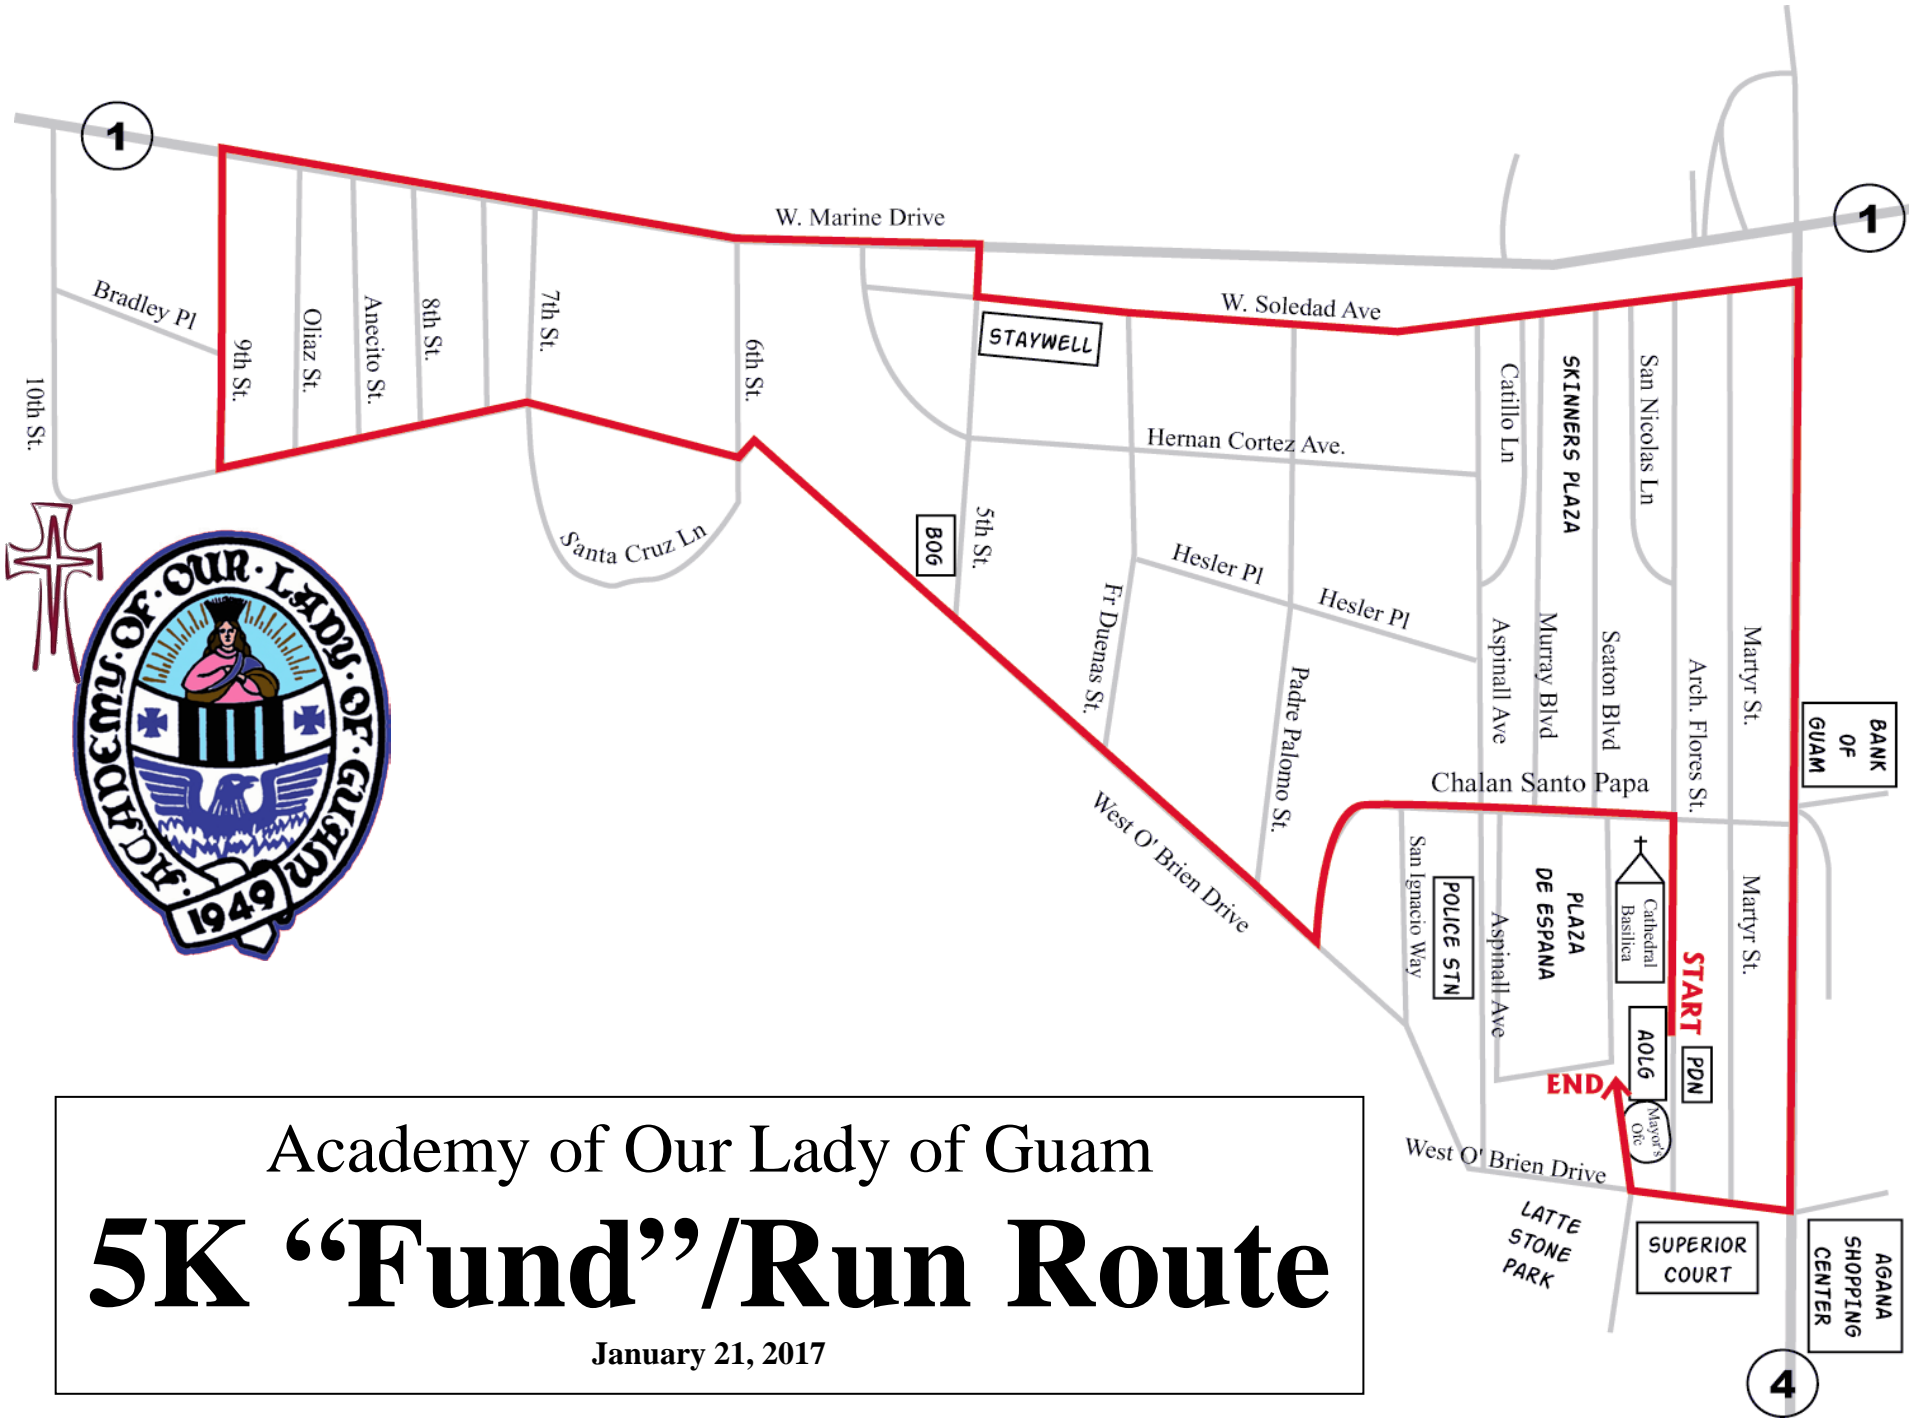 1
1
W. Marine Drive
W. Soledad Ave
Bradley Pl
10th St.
9th St.
Oliaz St.
Anecito St.
8th St.
7th St.
6th St.
STAYWELL
Catillo Ln
SKINNERS PLAZA
San Nicolas Ln
Hernan Cortez Ave.
BOG
5th St.
Santa Cruz Ln
Hesler Pl
Hesler Pl
Fr Duenas St.
Padre Palomo St.
Aspinall Ave
Murray Blvd
Seaton Blvd
Arch. Flores St.
Martyr St.
BANK
OF
GUAM
Chalan Santo Papa
West O' Brien Drive
San Ignacio Way
POLICE STN
Aspinall Ave
PLAZA
DE ESPANA
Cathedral
Basilica
START
Martyr St.
AOLG
PDN
END
Mayor's
Ofc
West O' Brien Drive
LATTE
STONE
PARK
SUPERIOR
COURT
AGANA
SHOPPING
CENTER
4
ACADEMY·OF·OUR·LADY·OF·GUAM·
1949
Academy of Our Lady of Guam
5K “Fund”/Run Route
January 21, 2017